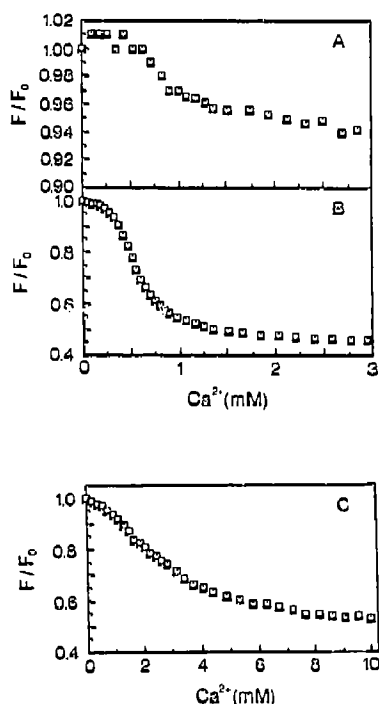 1.02
A
1.00
0.98
F / F₀
0.96
0.94
0.92
0.90
1.0
B
0.8
F / F₀
0.6
0.4
0 1 2 3
Ca²⁺(mM)
1.0
C
0.8
F / F₀
0.6
0.4
0 2 4 6 8 10
Ca²⁺(mM)